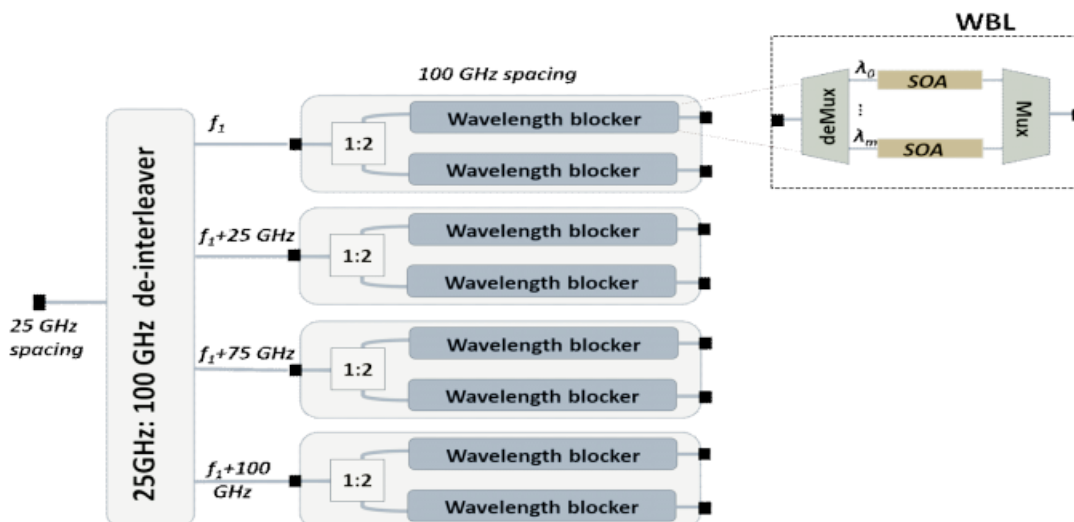 WBL
100 GHz spacing
deMux
λ0
SOA
...
λm
SOA
Mux
25GHz: 100 GHz de-interleaver
25 GHz
spacing
f1
1:2
Wavelength blocker
Wavelength blocker
f1+25 GHz
1:2
Wavelength blocker
Wavelength blocker
f1+75 GHz
1:2
Wavelength blocker
Wavelength blocker
f1+100
GHz
1:2
Wavelength blocker
Wavelength blocker